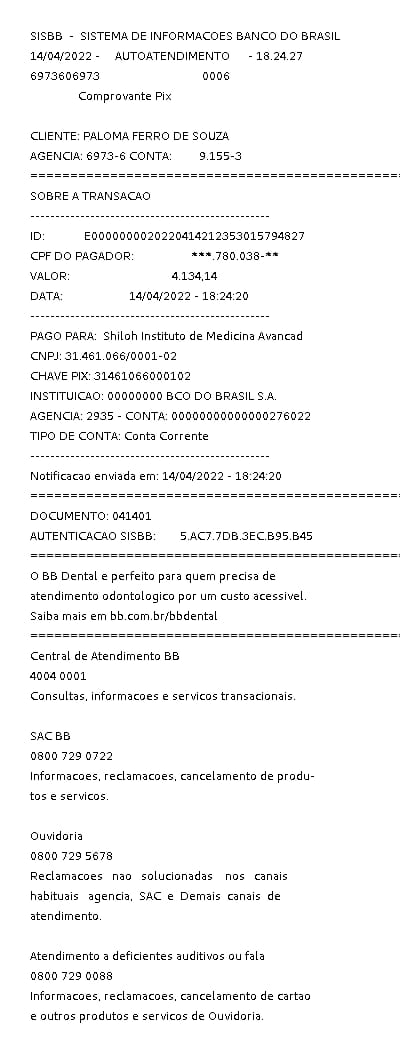 SISBB - SISTEMA DE INFORMACOES BANCO DO BRASIL
14/04/2022 - AUTOATENDIMENTO - 18.24.27
6973606973 0006
Comprovante Pix
CLIENTE: PALOMA FERRO DE SOUZA
AGENCIA: 6973-6 CONTA: 9.155-3
================================================
SOBRE A TRANSACAO
------------------------------------------------
ID: E0000000020220414212353015794827
CPF DO PAGADOR: ***.780.038-**
VALOR: 4.134,14
DATA: 14/04/2022 - 18:24:20
------------------------------------------------
PAGO PARA: Shiloh Instituto de Medicina Avancad
CNPJ: 31.461.066/0001-02
CHAVE PIX: 31461066000102
INSTITUICAO: 00000000 BCO DO BRASIL S.A.
AGENCIA: 2935 - CONTA: 00000000000000276022
TIPO DE CONTA: Conta Corrente
------------------------------------------------
Notificacao enviada em: 14/04/2022 - 18:24:20
================================================
DOCUMENTO: 041401
AUTENTICACAO SISBB: 5.AC7.7DB.3EC.B95.B45
================================================
O BB Dental e perfeito para quem precisa de
atendimento odontologico por um custo acessivel.
Saiba mais em bb.com.br/bbdental
================================================
Central de Atendimento BB
4004 0001
Consultas, informacoes e servicos transacionais.
SAC BB
0800 729 0722
Informacoes, reclamacoes, cancelamento de produ-
tos e servicos.
Ouvidoria
0800 729 5678
Reclamacoes nao solucionadas nos canais
habituais agencia, SAC e Demais canais de
atendimento.
Atendimento a deficientes auditivos ou fala
0800 729 0088
Informacoes, reclamacoes, cancelamento de cartao
e outros produtos e servicos de Ouvidoria.